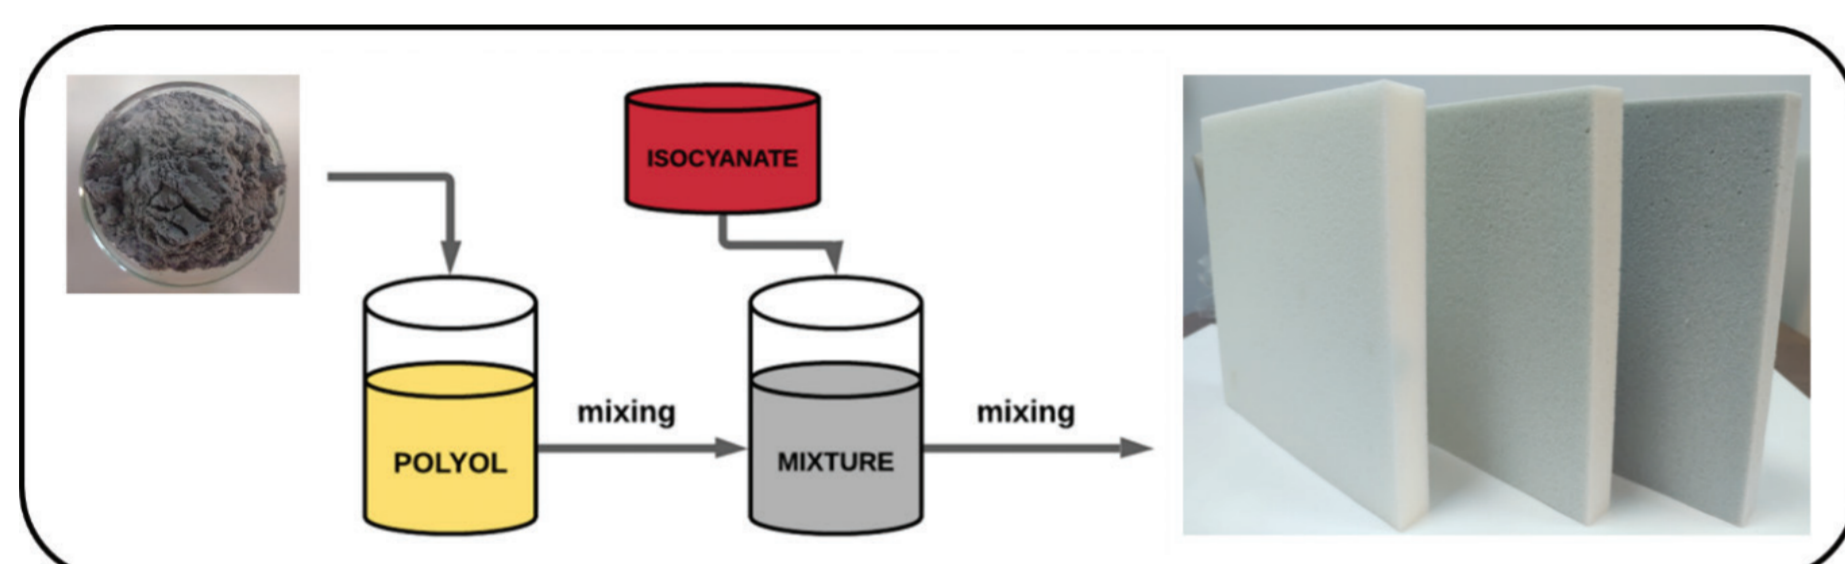 ISOCYANATE
mixing
mixing
POLYOL
MIXTURE